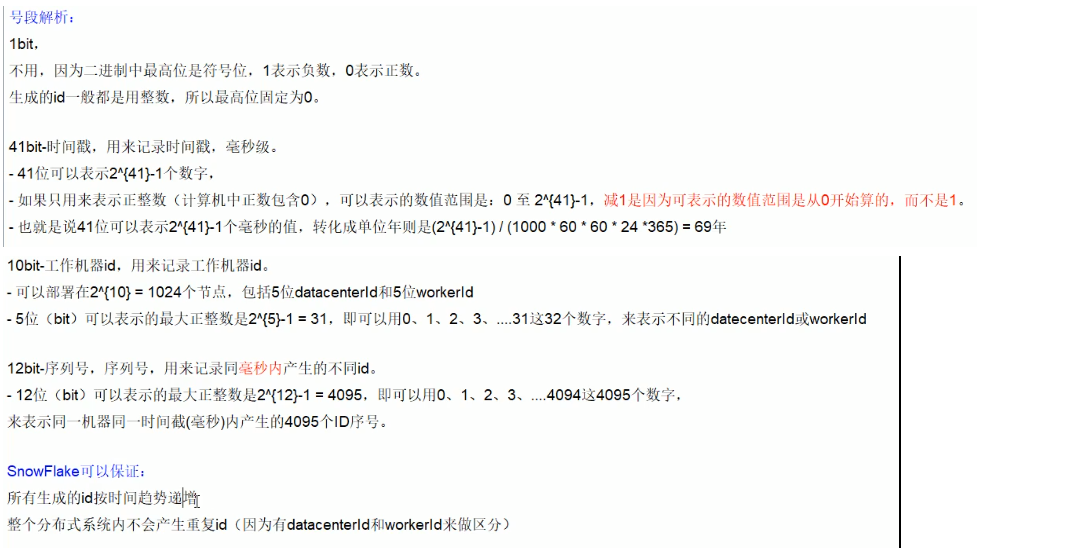 号段解析：
1bit，
不用，因为二进制中最高位是符号位，1表示负数，0表示正数。
生成的id一般都是用整数，所以最高位固定为0。
41bit-时间戳，用来记录时间戳，毫秒级。
- 41位可以表示2^{41}-1个数字，
- 如果只用来表示正整数（计算机中正数包含0），可以表示的数值范围是：0 至 2^{41}-1，减1是因为可表示的数值范围是从0开始算的，而不是1。
- 也就是说41位可以表示2^{41}-1个毫秒的值，转化成单位年则是(2^{41}-1) / (1000 * 60 * 60 * 24 *365) = 69年
10bit-工作机器id，用来记录工作机器id。
- 可以部署在2^{10} = 1024个节点，包括5位datacenterId和5位workerId
- 5位（bit）可以表示的最大正整数是2^{5}-1 = 31，即可以用0、1、2、3、....31这32个数字，来表示不同的datecenterId或workerId
12bit-序列号，序列号，用来记录同毫秒内产生的不同id。
- 12位（bit）可以表示的最大正整数是2^{12}-1 = 4095，即可以用0、1、2、3、....4094这4095个数字，
来表示同一机器同一时间截(毫秒)内产生的4095个ID序号。
SnowFlake可以保证：
所有生成的id按时间趋势递增
整个分布式系统内不会产生重复id（因为有datacenterId和workerId来做区分）